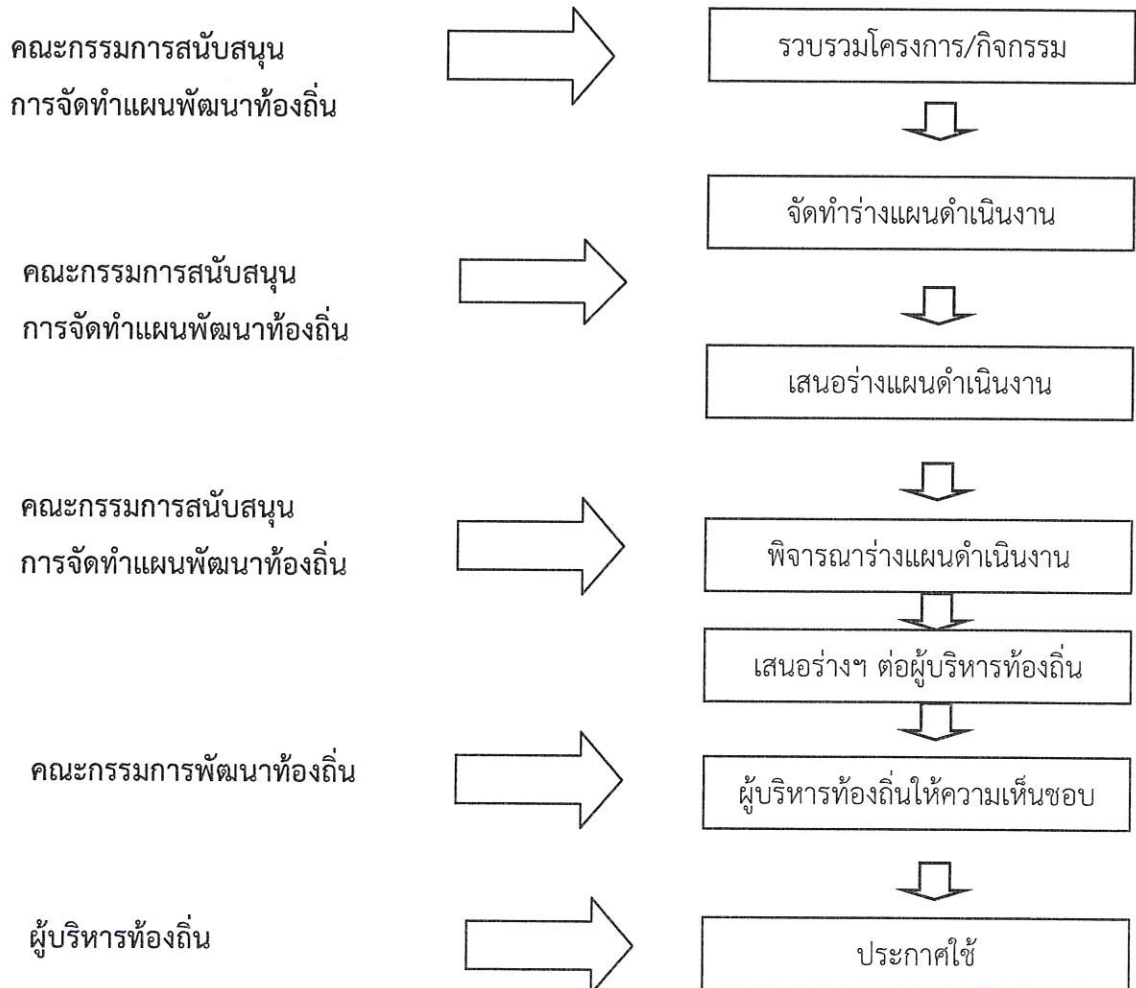 คณะกรรมการสนับสนุน
การจัดทำแผนพัฒนาท้องถิ่น
รวบรวมโครงการ/กิจกรรม
จัดทำร่างแผนดำเนินงาน
คณะกรรมการสนับสนุน
การจัดทำแผนพัฒนาท้องถิ่น
เสนอร่างแผนดำเนินงาน
คณะกรรมการสนับสนุน
การจัดทำแผนพัฒนาท้องถิ่น
พิจารณาร่างแผนดำเนินงาน
เสนอร่างฯ ต่อผู้บริหารท้องถิ่น
คณะกรรมการพัฒนาท้องถิ่น
ผู้บริหารท้องถิ่นให้ความเห็นชอบ
ผู้บริหารท้องถิ่น
ประกาศใช้